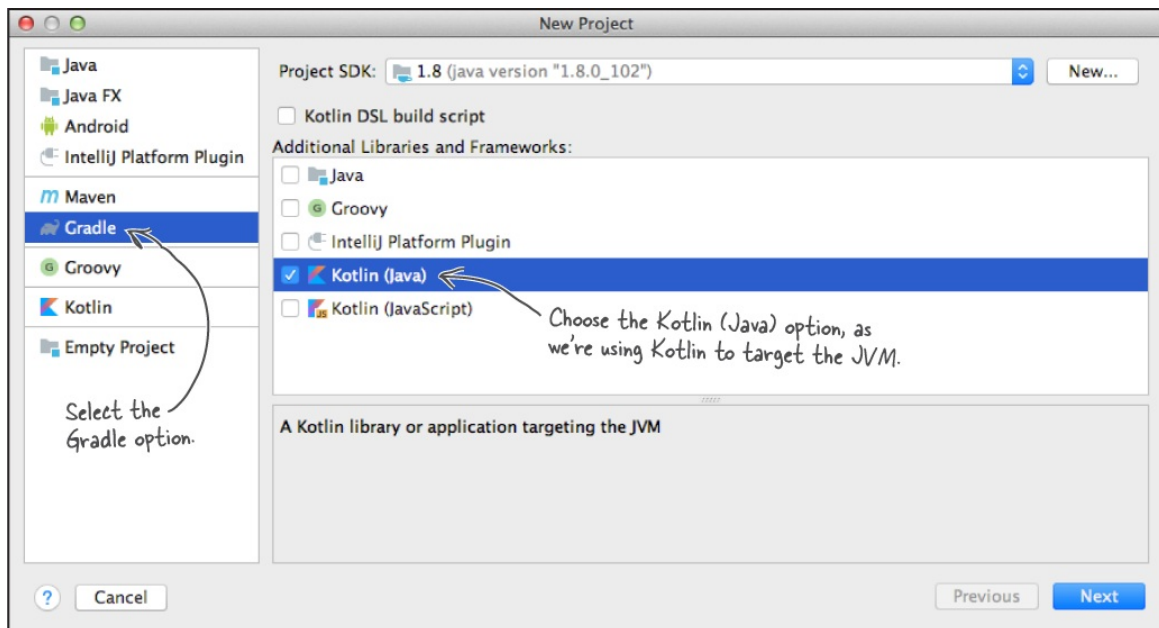 New Project
Java
Java FX
Android
IntelliJ Platform Plugin
m Maven
Gradle
G Groovy
Kotlin
Empty Project
Select the
Gradle option.
Project SDK: 1.8 (java version "1.8.0_102")
New...
Kotlin DSL build script
Additional Libraries and Frameworks:
Java
G Groovy
IntelliJ Platform Plugin
Kotlin (Java)
JS Kotlin (JavaScript)
Choose the Kotlin (Java) option, as
we're using Kotlin to target the JVM.
A Kotlin library or application targeting the JVM
? Cancel
Previous
Next